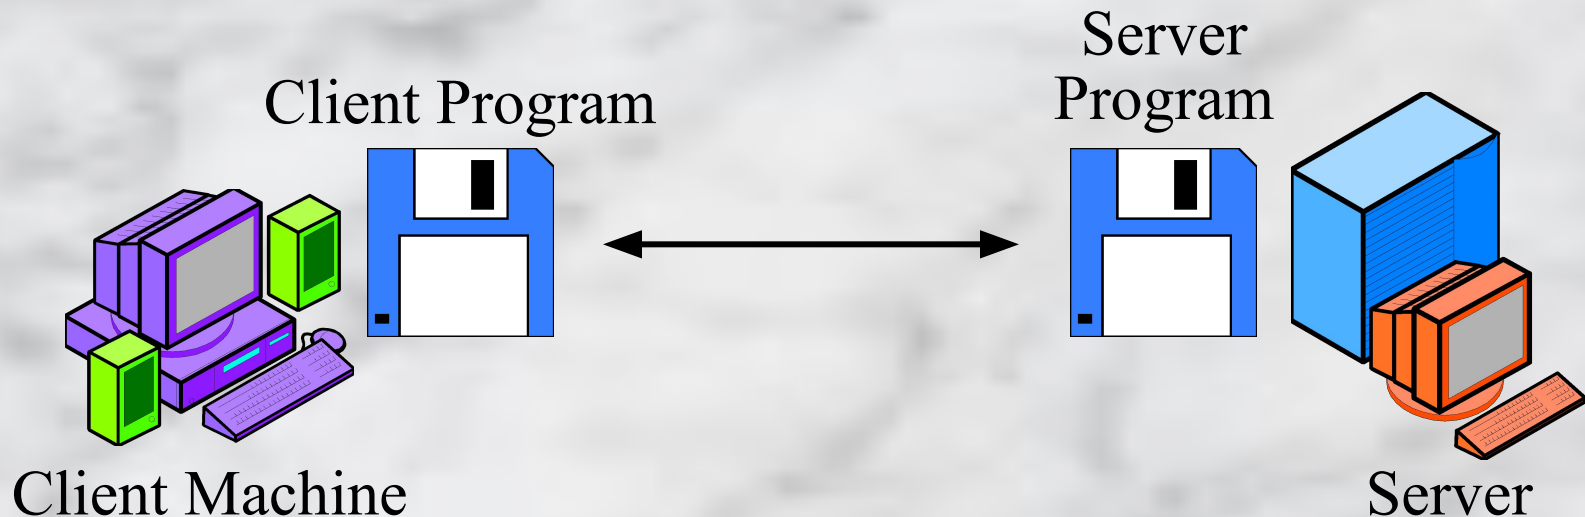 Client Program
Server
Program
Client Machine
Server